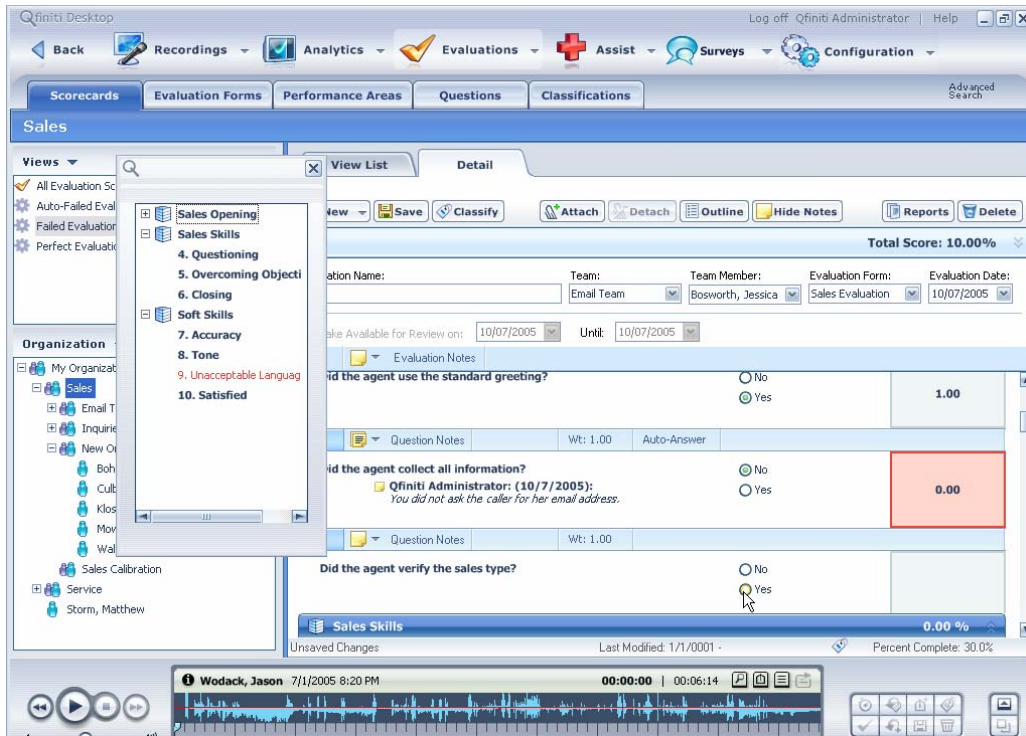 Qfiniti Desktop
Log off Qfiniti Administrator | Help
Back Recordings Analytics Evaluations Assist Surveys Configuration
Scorecards Evaluation Forms Performance Areas Questions Classifications Advanced Search
Sales
Views
All Evaluation Sc
Auto-Failed Eval
Failed Evaluation
Perfect Evaluatio
Organization
My Organizat
Sales
Email T
Inquirie
New Or
Boh
Culb
Klos
Mov
Wal
Sales Calibration
Service
Storm, Matthew
Sales Opening
Sales Skills
4. Questioning
5. Overcoming Objecti
6. Closing
Soft Skills
7. Accuracy
8. Tone
9. Unacceptable Languag
10. Satisfied
View List Detail
New Save Classify Attach Detach Outline Hide Notes Reports Delete
Total Score: 10.00%
ation Name: Team: Team Member: Evaluation Form: Evaluation Date:
Email Team Bosworth, Jessica Sales Evaluation 10/07/2005
ake Available for Review on: 10/07/2005 Until: 10/07/2005
Evaluation Notes
id the agent use the standard greeting? No
Yes 1.00
Question Notes Wt: 1.00 Auto-Answer
id the agent collect all information? No
Qfiniti Administrator: (10/7/2005): Yes 0.00
You did not ask the caller for her email address.
Question Notes Wt: 1.00
Did the agent verify the sales type? No
Yes
Sales Skills 0.00 %
Unsaved Changes Last Modified: 1/1/0001 - Percent Complete: 30.0%
Wodack, Jason 7/1/2005 8:20 PM 00:00:00 | 00:06:14